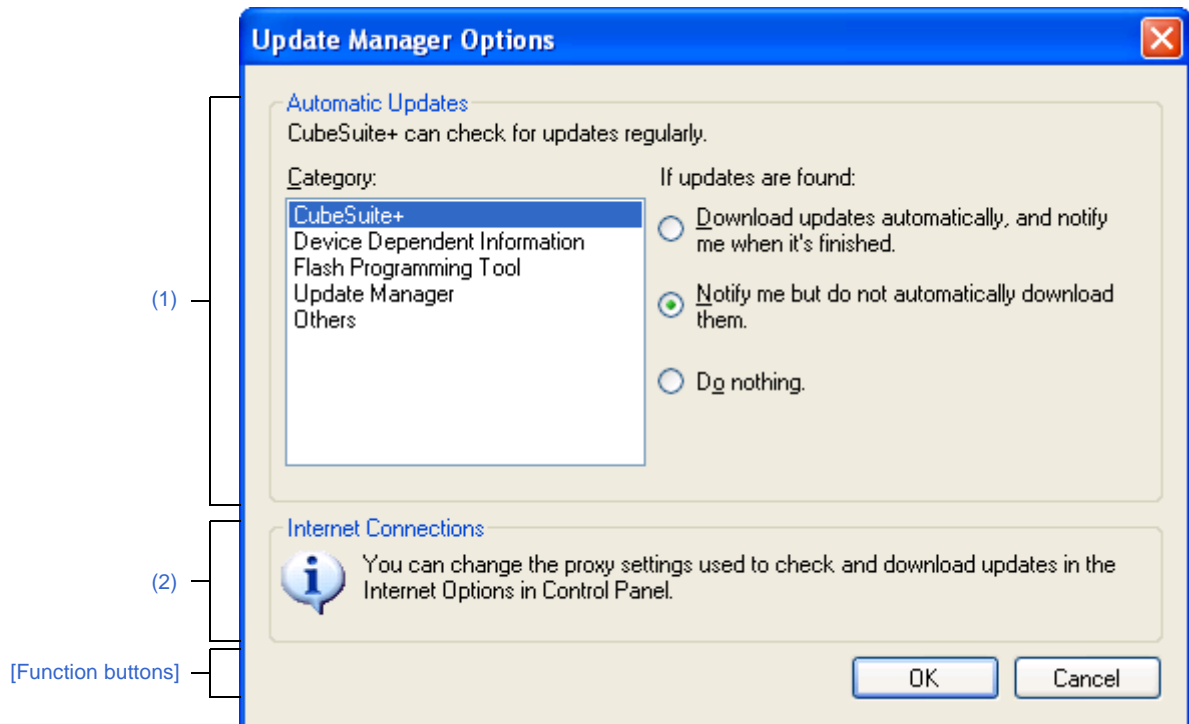 Update Manager Options
Automatic Updates
CubeSuite+ can check for updates regularly.
Category:
CubeSuite+
Device Dependent Information
Flash Programming Tool
Update Manager
Others
If updates are found:
Download updates automatically, and notify
me when it's finished.
Notify me but do not automatically download
them.
Do nothing.
(1)
Internet Connections
You can change the proxy settings used to check and download updates in the
Internet Options in Control Panel.
(2)
[Function buttons]
OK
Cancel